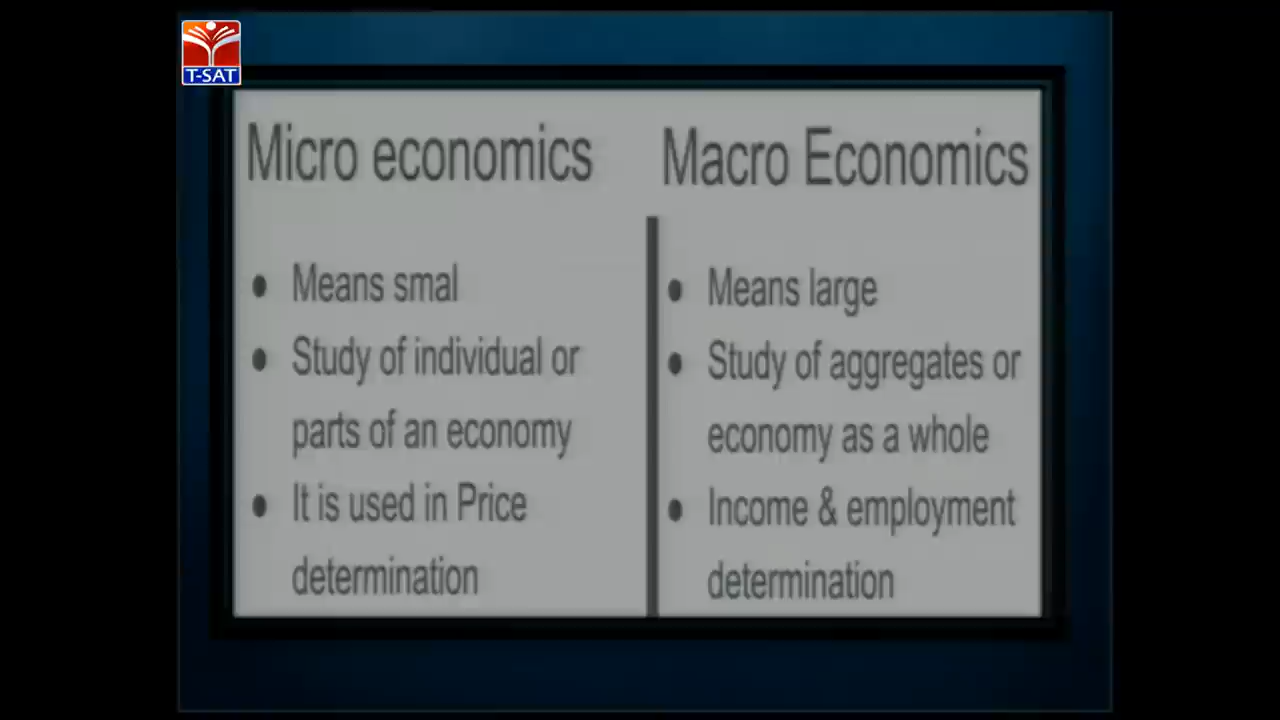 T-SAT
Micro economics
• Means smal
• Study of individual or
parts of an economy
• It is used in Price
determination
Macro Economics
• Means large
• Study of aggregates or
economy as a whole
• Income & employment
determination